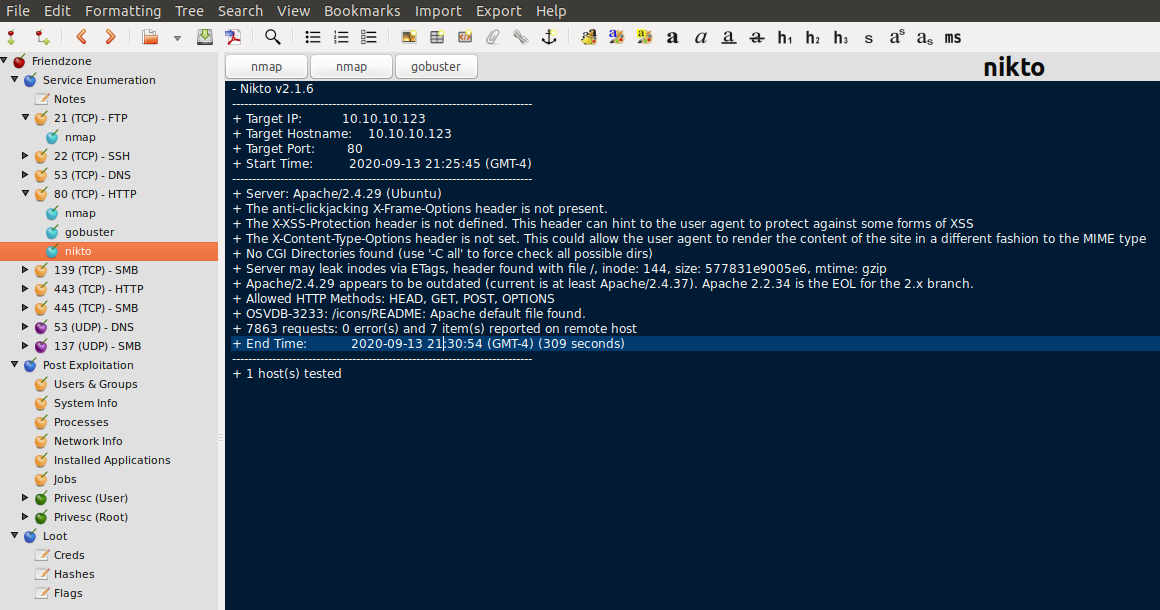 File Edit Formatting Tree Search View Bookmarks Import Export Help
a a a a h1 h2 h3 s as as ms
Friendzone
Service Enumeration
Notes
21 (TCP) - FTP
nmap
22 (TCP) - SSH
53 (TCP) - DNS
80 (TCP) - HTTP
nmap
gobuster
nikto
139 (TCP) - SMB
443 (TCP) - HTTP
445 (TCP) - SMB
53 (UDP) - DNS
137 (UDP) - SMB
Post Exploitation
Users & Groups
System Info
Processes
Network Info
Installed Applications
Jobs
Privesc (User)
Privesc (Root)
Loot
Creds
Hashes
Flags
nmap nmap gobuster nikto
- Nikto v2.1.6
---------------------------------------------------------------------------
+ Target IP: 10.10.10.123
+ Target Hostname: 10.10.10.123
+ Target Port: 80
+ Start Time: 2020-09-13 21:25:45 (GMT-4)
---------------------------------------------------------------------------
+ Server: Apache/2.4.29 (Ubuntu)
+ The anti-clickjacking X-Frame-Options header is not present.
+ The X-XSS-Protection header is not defined. This header can hint to the user agent to protect against some forms of XSS
+ The X-Content-Type-Options header is not set. This could allow the user agent to render the content of the site in a different fashion to the MIME type
+ No CGI Directories found (use '-C all' to force check all possible dirs)
+ Server may leak inodes via ETags, header found with file /, inode: 144, size: 577831e9005e6, mtime: gzip
+ Apache/2.4.29 appears to be outdated (current is at least Apache/2.4.37). Apache 2.2.34 is the EOL for the 2.x branch.
+ Allowed HTTP Methods: HEAD, GET, POST, OPTIONS
+ OSVDB-3233: /icons/README: Apache default file found.
+ 7863 requests: 0 error(s) and 7 item(s) reported on remote host
+ End Time: 2020-09-13 21:30:54 (GMT-4) (309 seconds)
---------------------------------------------------------------------------
+ 1 host(s) tested